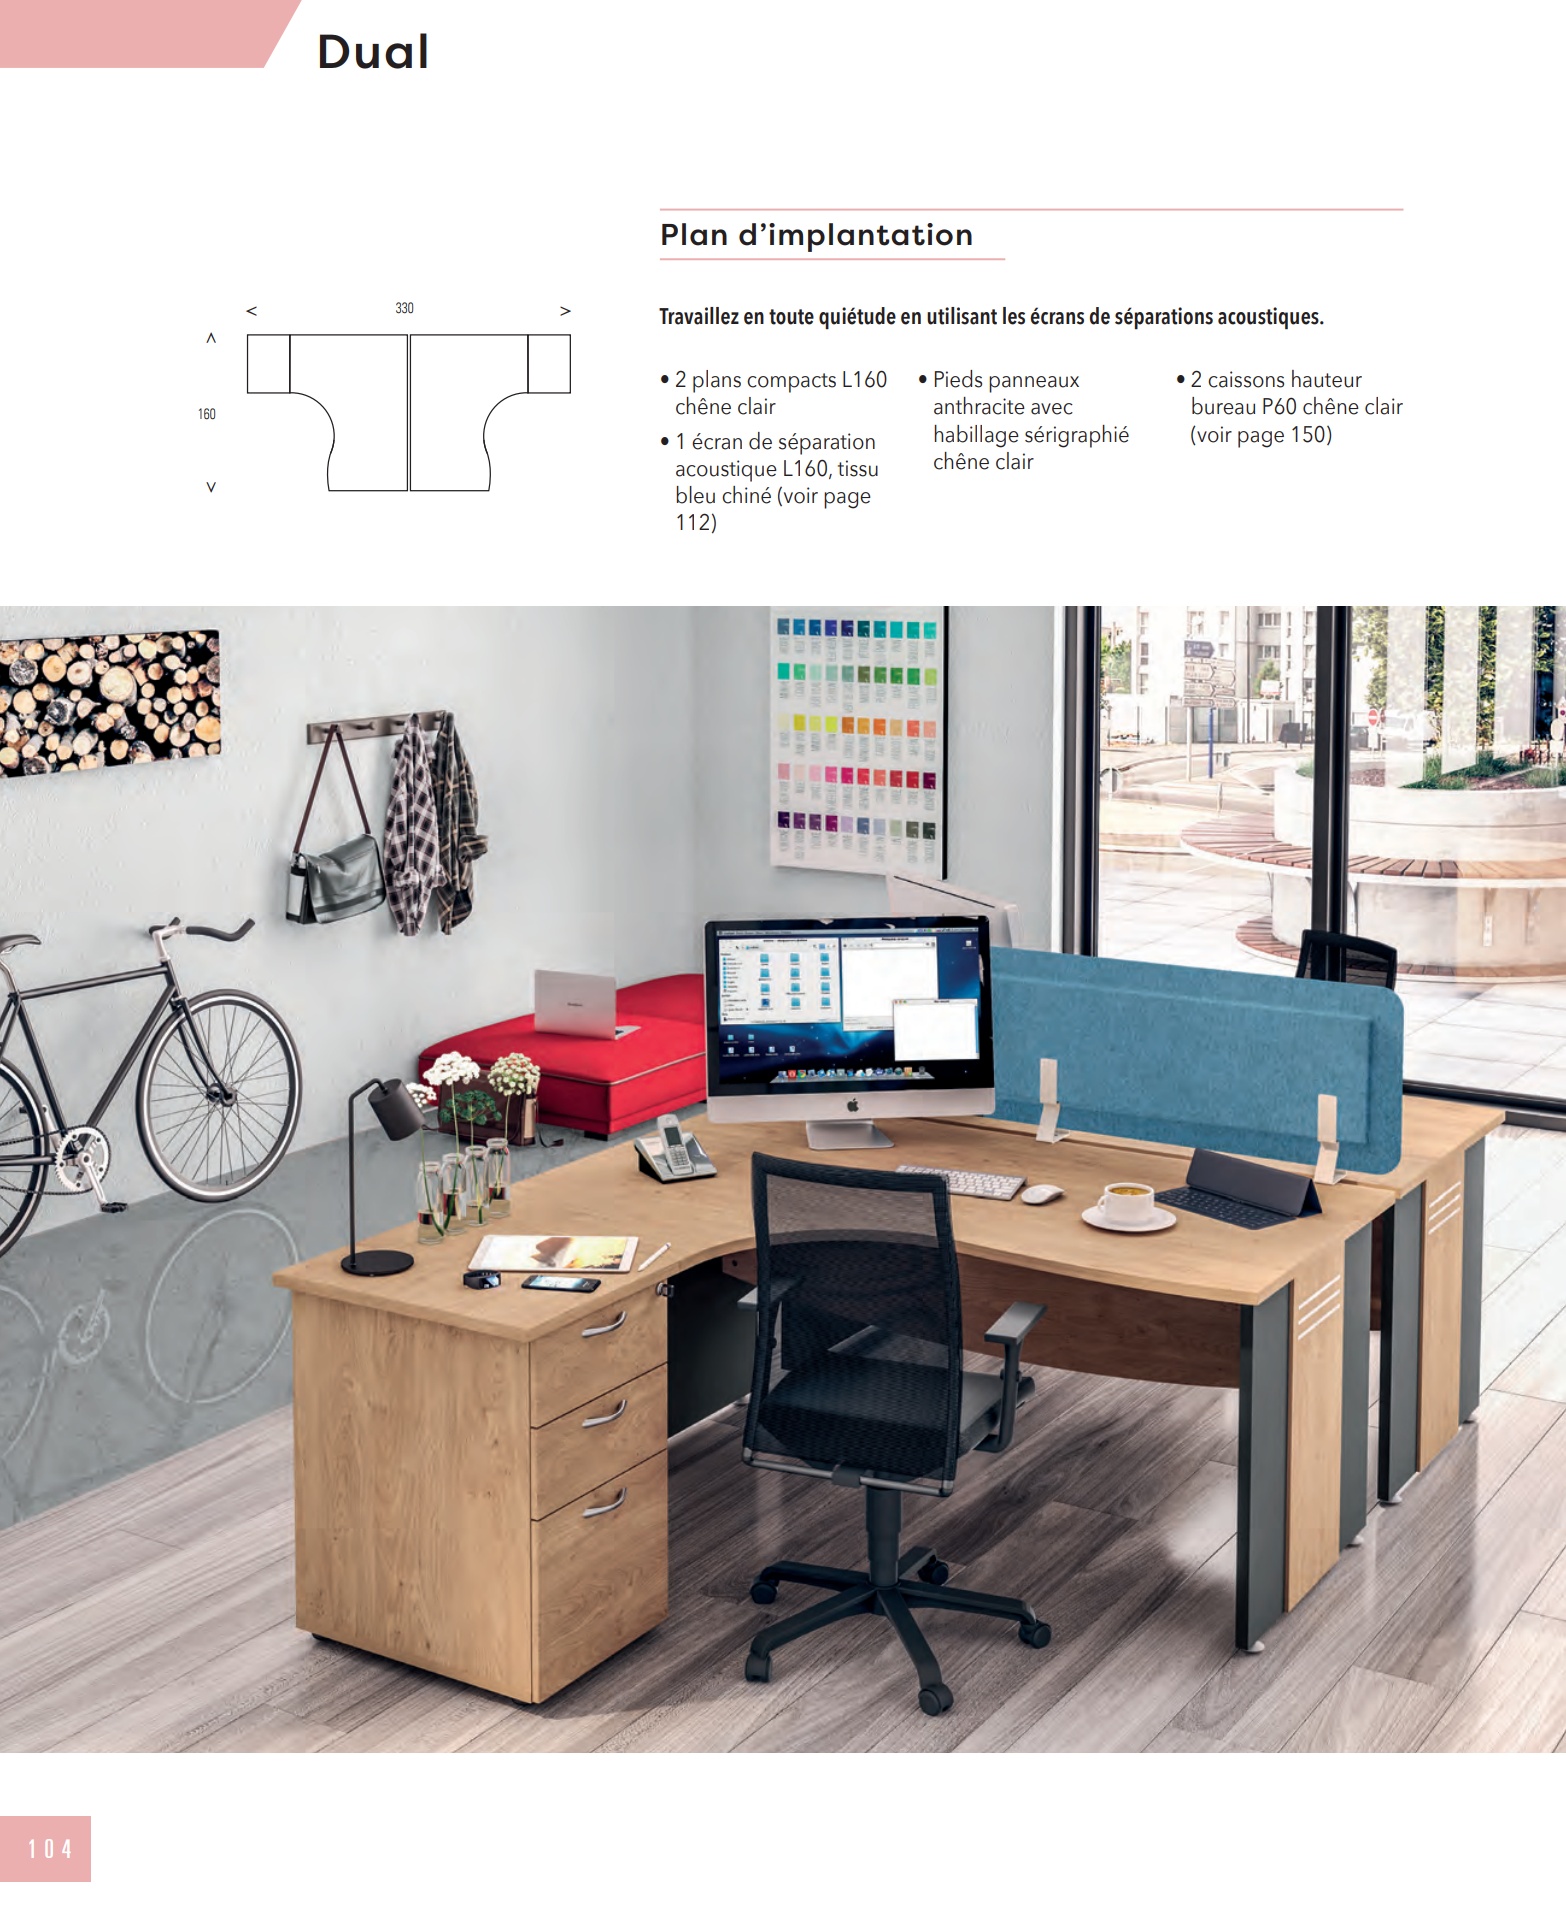 Dual
Plan d’implantation
330
160
Travaillez en toute quiétude en utilisant les écrans de séparations acoustiques.
• 2 plans compacts L160
chêne clair
• 1 écran de séparation
acoustique L160, tissu
bleu chiné (voir page
112)
• Pieds panneaux
anthracite avec
habillage sérigraphié
chêne clair
• 2 caissons hauteur
bureau P60 chêne clair
(voir page 150)
104